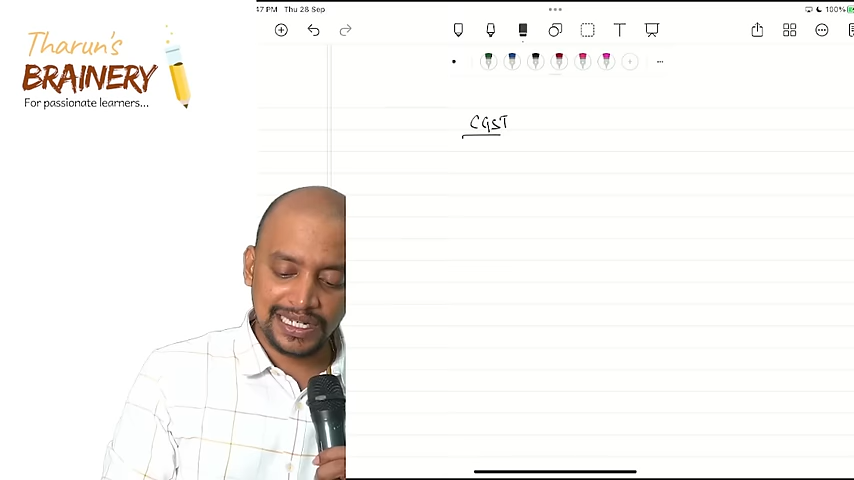 47 PM Thu 28 Sep
100%
Tharun's
BRAINERY
For passionate learners...
T
CGST